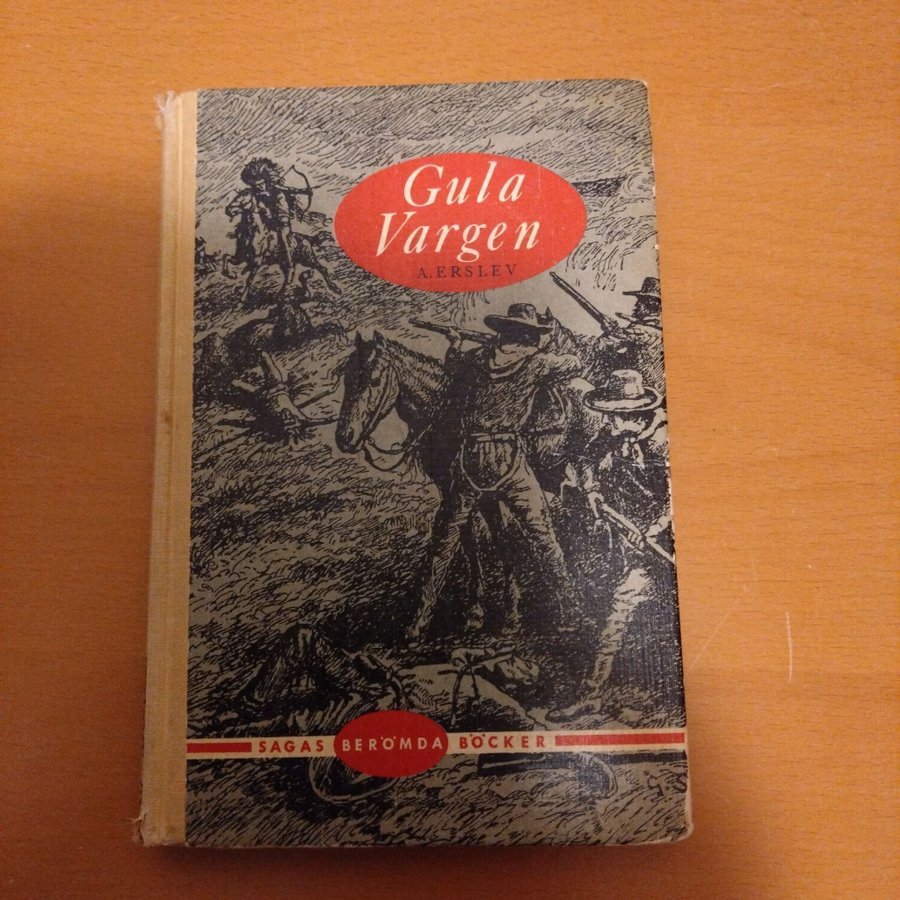 Gula
Vargen
A. ERSLEV
SAGAS BERÖMDA BÖCKER